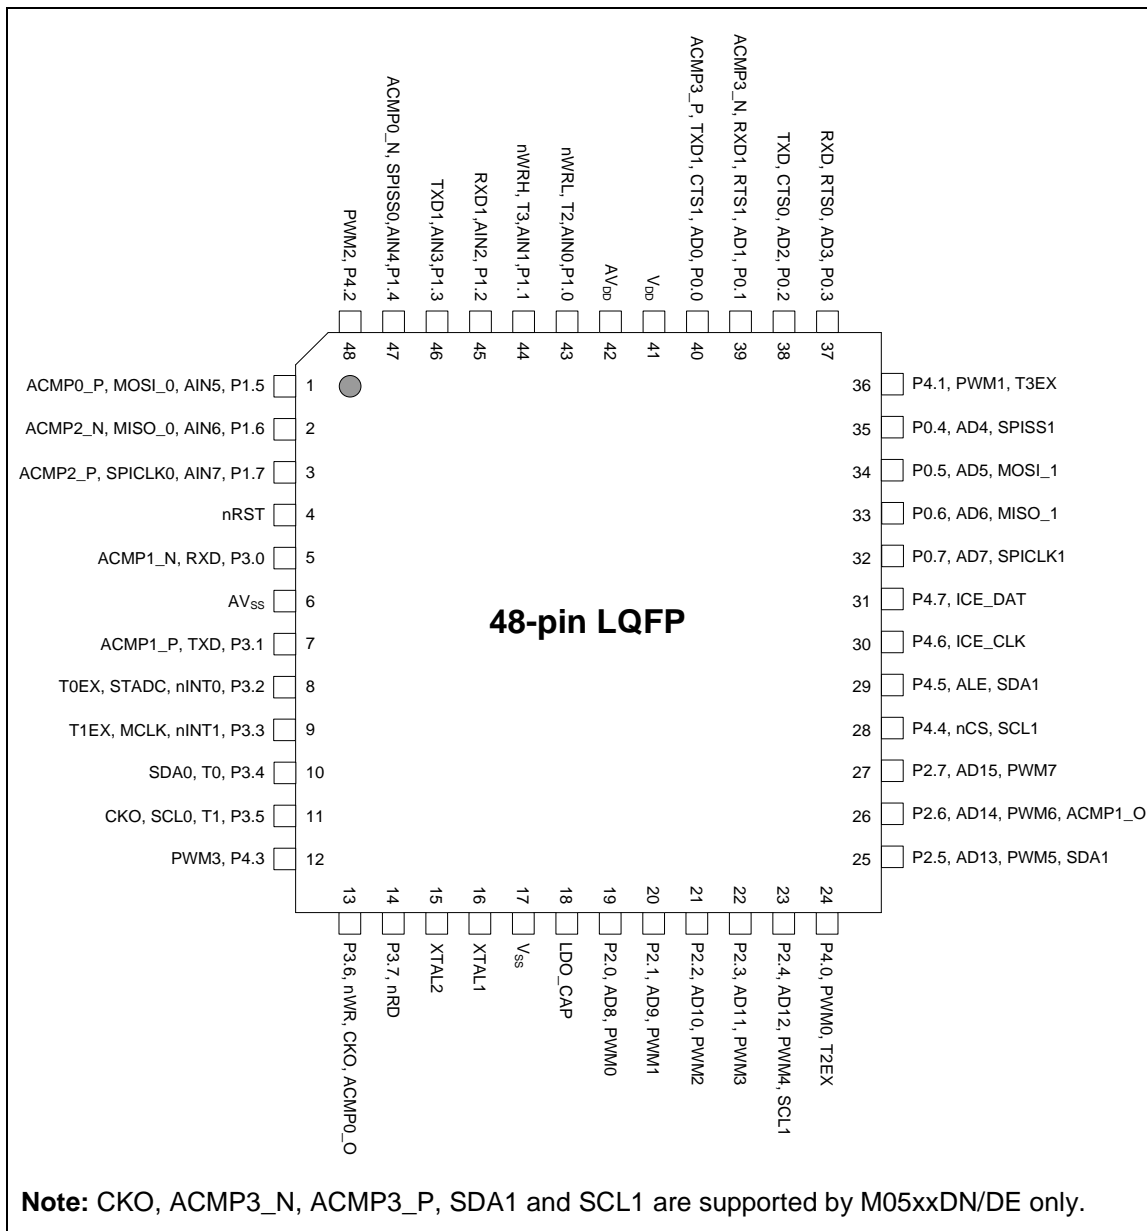 ACMP0_N, SPISS0,AIN4,P1.4
PWM2, P4.2
TXD1,AIN3,P1.3
RXD1,AIN2, P1.2
nWRH, T3,AIN1,P1.1
nWRL, T2,AIN0,P1.0
AVDD
VDD
ACMP3_P, TXD1, CTS1, AD0, P0.0
ACMP3_N, RXD1, RTS1, AD1, P0.1
TXD, CTS0, AD2, P0.2
RXD, RTS0, AD3, P0.3
48
47
46
45
44
43
42
41
40
39
38
37
ACMP0_P, MOSI_0, AIN5, P1.5
1
ACMP2_N, MISO_0, AIN6, P1.6
2
ACMP2_P, SPICLK0, AIN7, P1.7
3
nRST
4
ACMP1_N, RXD, P3.0
5
AVSS
6
ACMP1_P, TXD, P3.1
7
T0EX, STADC, nINT0, P3.2
8
T1EX, MCLK, nINT1, P3.3
9
SDA0, T0, P3.4
10
CKO, SCL0, T1, P3.5
11
PWM3, P4.3
12
48-pin LQFP
36
P4.1, PWM1, T3EX
35
P0.4, AD4, SPISS1
34
P0.5, AD5, MOSI_1
33
P0.6, AD6, MISO_1
32
P0.7, AD7, SPICLK1
31
P4.7, ICE_DAT
30
P4.6, ICE_CLK
29
P4.5, ALE, SDA1
28
P4.4, nCS, SCL1
27
P2.7, AD15, PWM7
26
P2.6, AD14, PWM6, ACMP1_O
25
P2.5, AD13, PWM5, SDA1
13
14
15
16
17
18
19
20
21
22
23
24
P3.6, nWR, CKO, ACMP0_O
P3.7, nRD
XTAL2
XTAL1
VSS
LDO_CAP
P2.0, AD8, PWM0
P2.1, AD9, PWM1
P2.2, AD10, PWM2
P2.3, AD11, PWM3
P2.4, AD12, PWM4, SCL1
P4.0, PWM0, T2EX
Note: CKO, ACMP3_N, ACMP3_P, SDA1 and SCL1 are supported by M05xxDN/DE only.